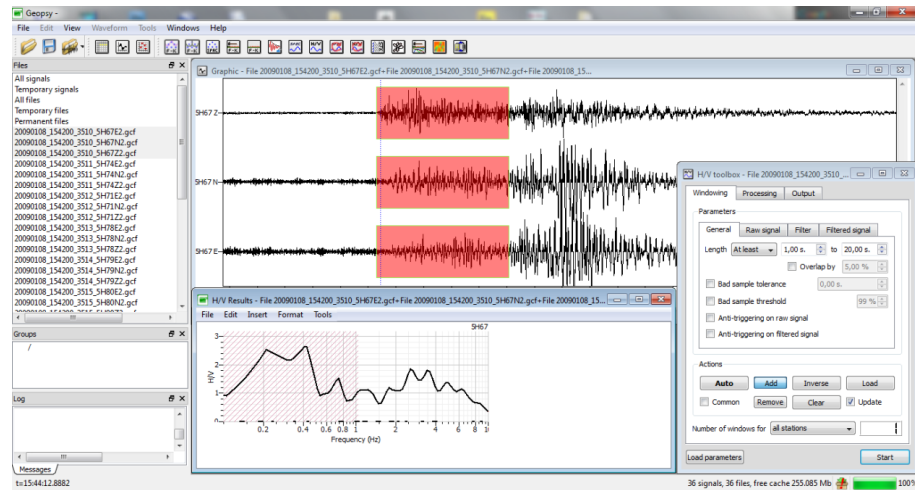 Geopsy -
File Edit View Waveform Tools Windows Help
Files
All signals
Temporary signals
All files
Temporary files
Permanent files
20090108_154200_3510_5H67E2.gcf
20090108_154200_3510_5H67N2.gcf
20090108_154200_3510_5H67Z2.gcf
20090108_154200_3511_5H74E2.gcf
20090108_154200_3511_5H74N2.gcf
20090108_154200_3511_5H74Z2.gcf
20090108_154200_3512_5H71E2.gcf
20090108_154200_3512_5H71N2.gcf
20090108_154200_3512_5H71Z2.gcf
20090108_154200_3513_5H78E2.gcf
20090108_154200_3513_5H78N2.gcf
20090108_154200_3513_5H78Z2.gcf
20090108_154200_3514_5H79E2.gcf
20090108_154200_3514_5H79N2.gcf
20090108_154200_3514_5H79Z2.gcf
20090108_154200_3515_5H80E2.gcf
20090108_154200_3515_5H80N2.gcf
Groups
/
Log
Messages
t=15:44:12.8882
Graphic - File 20090108_154200_3510_5H67E2.gcf+File 20090108_154200_3510_5H67N2.gcf+File 20090108_15...
5H67 Z
5H67 N
5H67 E
H/V Results - File 20090108_154200_3510_5H67E2.gcf+File 20090108_154200_3510_5H67N2.gcf+File 20090108_15...
File Edit Insert Format Tools
5H67
3
2
1
0
H/V
0.2 0.4 0.6 0.8 1 2 4 6 8
Frequency (Hz)
H/V toolbox - File 20090108_154200_3510_...
Windowing Processing Output
Parameters
General Raw signal Filter Filtered signal
Length At least 1,00 s. to 20,00 s.
Overlap by 5,00 %
Bad sample tolerance 0,00 s.
Bad sample threshold 99 %
Anti-triggering on raw signal
Anti-triggering on filtered signal
Actions
Auto Add Inverse Load
Common Remove Clear Update
Number of windows for all stations
Load parameters Start
36 signals, 36 files, free cache 255.085 Mb 100%